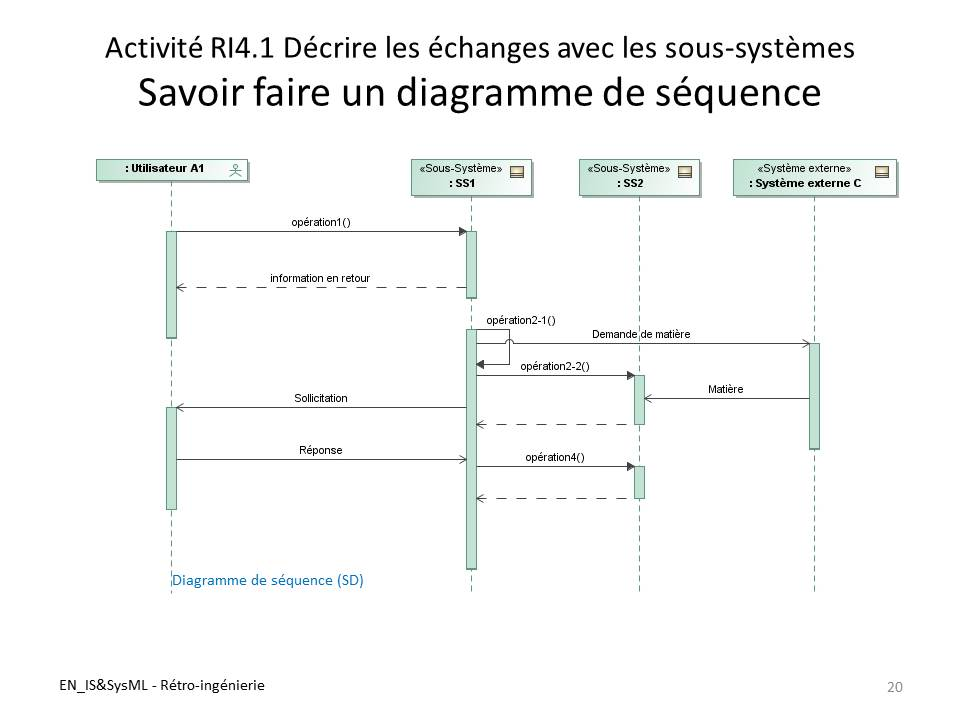 Activité RI4.1 Décrire les échanges avec les sous-systèmes
Savoir faire un diagramme de séquence
: Utilisateur A1
«Sous-Système»
: SS1
«Sous-Système»
: SS2
«Système externe»
: Système externe C
opération1()
information en retour
opération2-1()
Demande de matière
opération2-2()
Matière
Sollicitation
Réponse
opération4()
Diagramme de séquence (SD)
EN_IS&SysML - Rétro-ingénierie
20